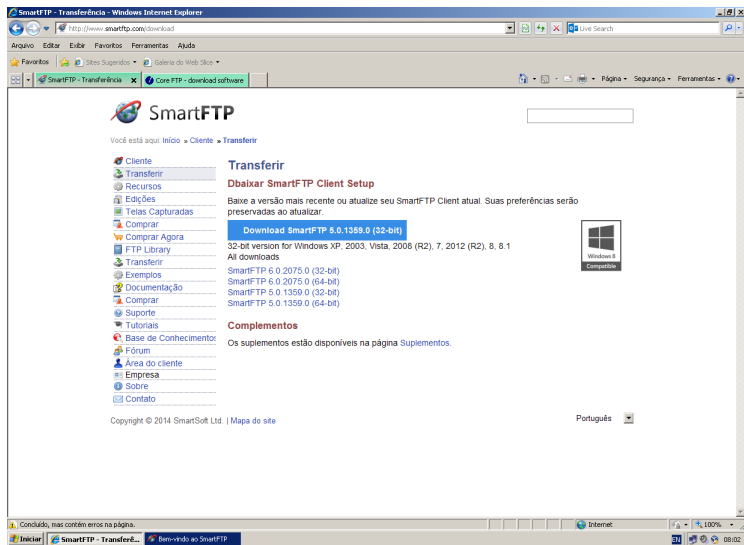 SmartFTP - Transferência - Windows Internet Explorer
http://www.smartftp.com/download
Live Search
Arquivo Editar Exibir Favoritos Ferramentas Ajuda
Favoritos Sites Sugeridos Galeria do Web Slice
SmartFTP - Transferência Core FTP - download software
Página Segurança Ferramentas
SmartFTP
Você está aqui: Início » Cliente » Transferir
Cliente
Transferir
Recursos
Edições
Telas Capturadas
Comprar
Comprar Agora
FTP Library
Transferir
Exemplos
Documentação
Comprar
Suporte
Tutoriais
Base de Conhecimentos
Fórum
Área do cliente
Empresa
Sobre
Contato
Transferir
Dbaixar SmartFTP Client Setup
Baixe a versão mais recente ou atualize seu SmartFTP Client atual. Suas preferências serão
preservadas ao atualizar.
Download SmartFTP 5.0.1359.0 (32-bit)
32-bit version for Windows XP, 2003, Vista, 2008 (R2), 7, 2012 (R2), 8, 8.1
All downloads
SmartFTP 6.0.2075.0 (32-bit)
SmartFTP 6.0.2075.0 (64-bit)
SmartFTP 5.0.1359.0 (32-bit)
SmartFTP 5.0.1359.0 (64-bit)
Windows 8
Compatible
Complementos
Os suplementos estão disponíveis na página Suplementos.
Copyright © 2014 SmartSoft Ltd. | Mapa do site
Português
Concluído, mas contém erros na página.
Internet
100%
Iniciar
SmartFTP - Transferê...
Bem-vindo ao SmartFTP
EN
08:02